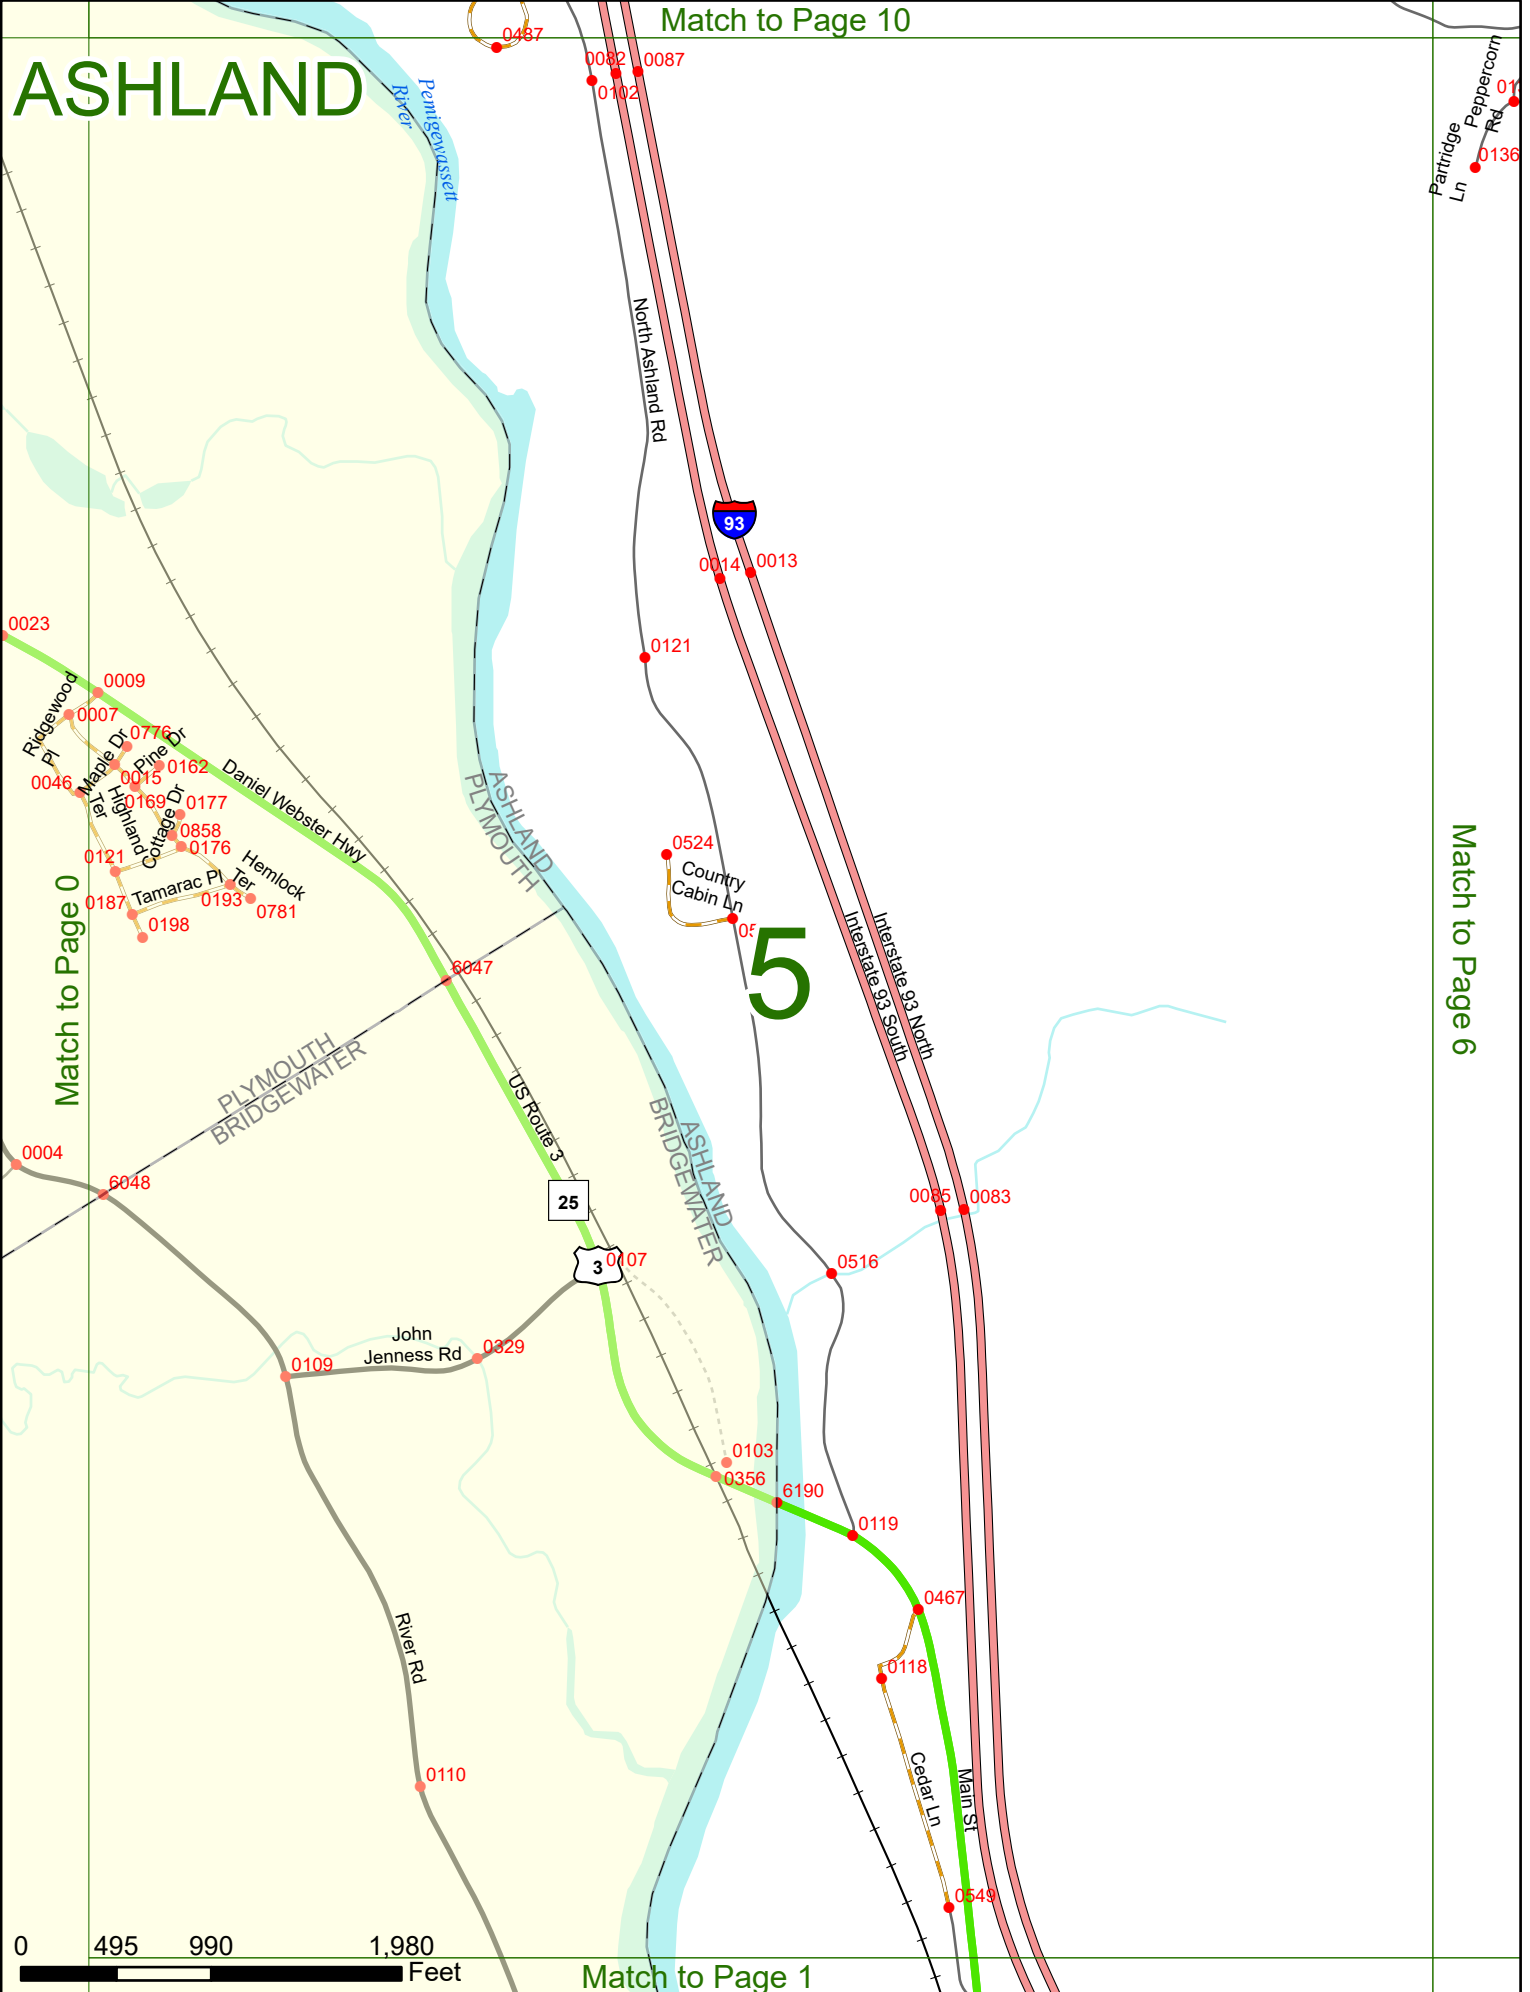 Match to Page 10
ASHLAND
0487
0082
0087
0102
Pemigewassett
River
Peppercorn
Rd
Partridge
Ln
0136
North Ashland Rd
93
0014
0013
0023
0121
0009
0007
Ridgewood
Pl
0776
Maple Dr
Pine Dr
0162
0015
0046
Ter
0169
Highland
Cottage Dr
0177
0858
0176
0121
Daniel Webster Hwy
Hemlock
Ter
Tamarac Pl
0193
0781
0187
0198
ASHLAND
PLYMOUTH
0524
Country
Cabin Ln
5
Match to Page 0
Match to Page 6
Interstate 93 North
Interstate 93 South
6047
PLYMOUTH
BRIDGEWATER
US Route 3
ASHLAND
BRIDGEWATER
0004
6048
25
0085
0083
3
0107
0516
John
Jenness Rd
0329
0109
0103
0356
6190
0119
0467
River Rd
0118
0110
Cedar Ln
Main St
0549
0 495 990 1,980
Feet
Match to Page 1